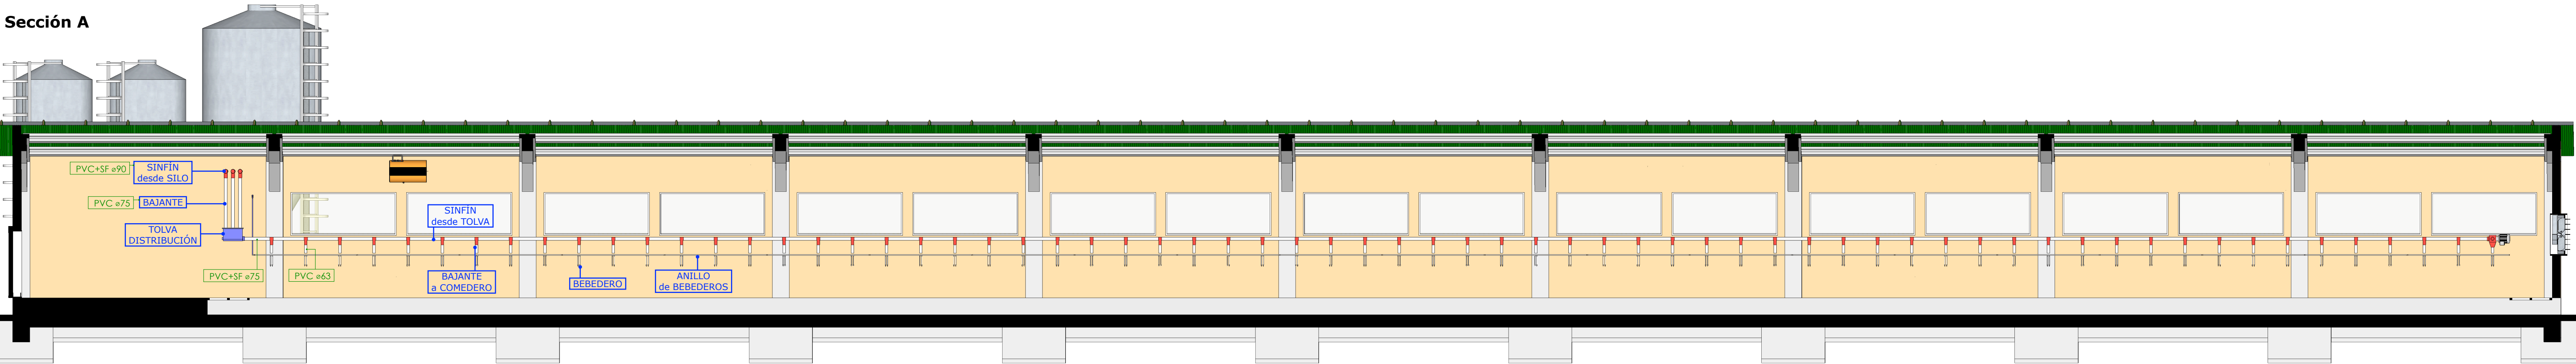 Sección A
PVC+SF ø90
SINFÍN
desde SILO
PVC ø75
BAJANTE
TOLVA
DISTRIBUCIÓN
SINFÍN
desde TOLVA
PVC+SF ø75
PVC ø63
BAJANTE
a COMEDERO
BEBEDERO
ANILLO
de BEBEDEROS